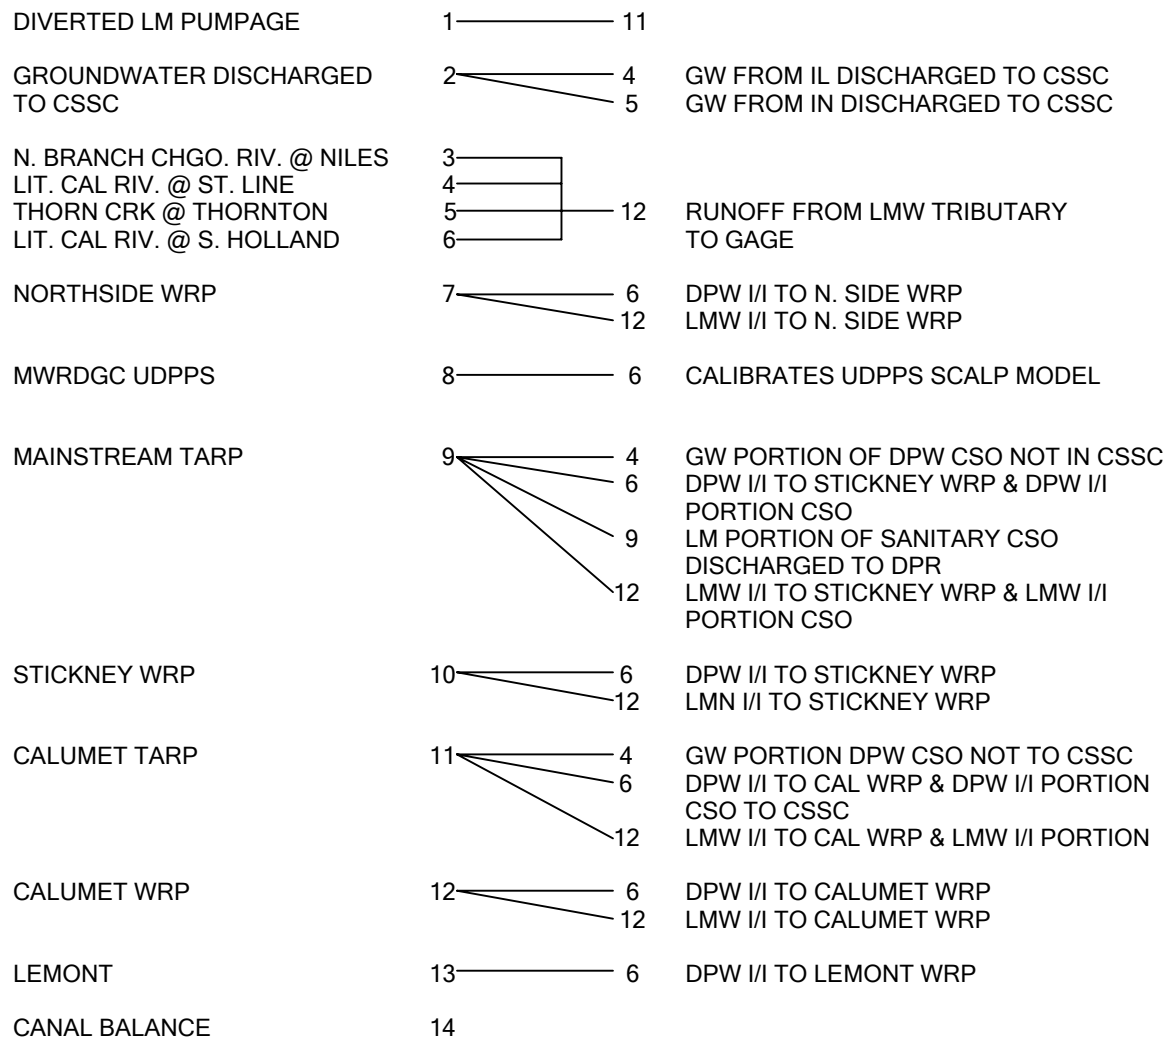 DIVERTED LM PUMPAGE 1 11
GROUNDWATER DISCHARGED 2 4 GW FROM IL DISCHARGED TO CSSC
TO CSSC 5 GW FROM IN DISCHARGED TO CSSC
N. BRANCH CHGO. RIV. @ NILES 3
LIT. CAL RIV. @ ST. LINE 4
THORN CRK @ THORNTON 5 12 RUNOFF FROM LMW TRIBUTARY
LIT. CAL RIV. @ S. HOLLAND 6 TO GAGE
NORTHSIDE WRP 7 6 DPW I/I TO N. SIDE WRP
12 LMW I/I TO N. SIDE WRP
MWRDGC UDPPS 8 6 CALIBRATES UDPPS SCALP MODEL
MAINSTREAM TARP 9 4 GW PORTION OF DPW CSO NOT IN CSSC
6 DPW I/I TO STICKNEY WRP & DPW I/I
PORTION CSO
9 LM PORTION OF SANITARY CSO
DISCHARGED TO DPR
12 LMW I/I TO STICKNEY WRP & LMW I/I
PORTION CSO
STICKNEY WRP 10 6 DPW I/I TO STICKNEY WRP
12 LMN I/I TO STICKNEY WRP
CALUMET TARP 11 4 GW PORTION DPW CSO NOT TO CSSC
6 DPW I/I TO CAL WRP & DPW I/I PORTION
CSO TO CSSC
12 LMW I/I TO CAL WRP & LMW I/I PORTION
CALUMET WRP 12 6 DPW I/I TO CALUMET WRP
12 LMW I/I TO CALUMET WRP
LEMONT 13 6 DPW I/I TO LEMONT WRP
CANAL BALANCE 14